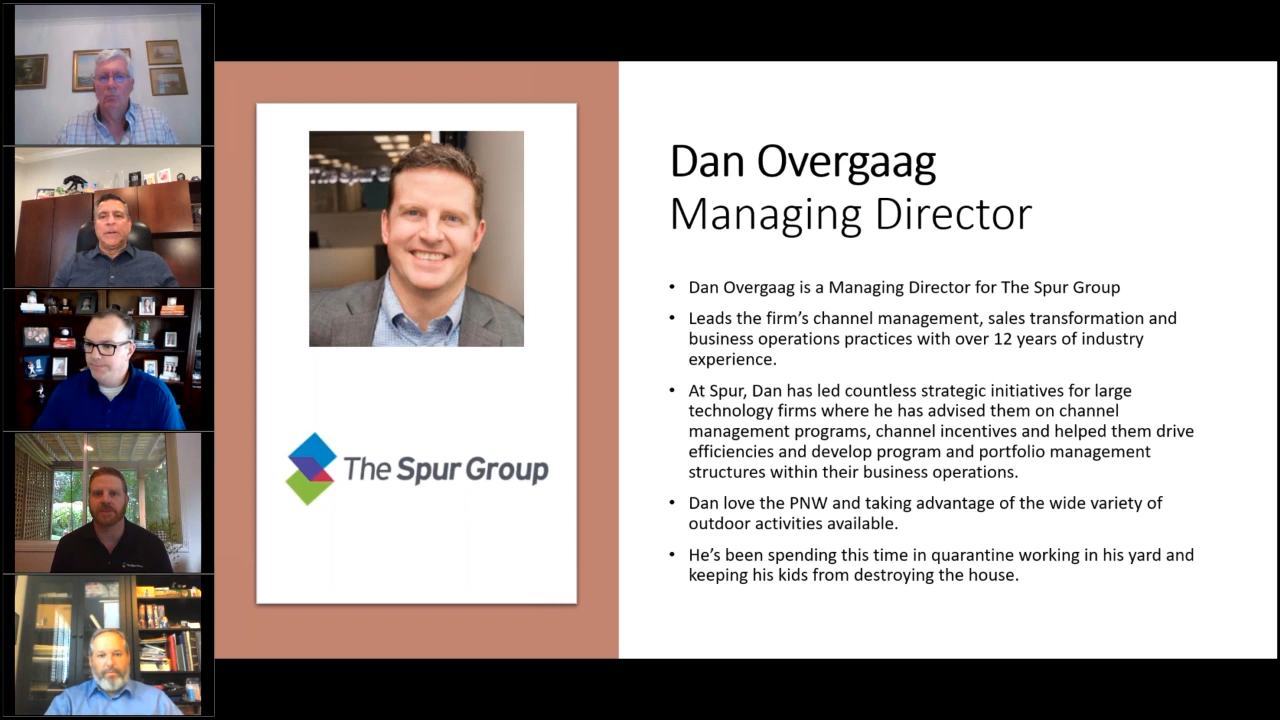 Dan Overgaag
Managing Director
The Spur Group
• Dan Overgaag is a Managing Director for The Spur Group
• Leads the firm's channel management, sales transformation and
business operations practices with over 12 years of industry
experience.
• At Spur, Dan has led countless strategic initiatives for large
technology firms where he has advised them on channel
management programs, channel incentives and helped them drive
efficiencies and develop program and portfolio management
structures within their business operations.
• Dan love the PNW and taking advantage of the wide variety of
outdoor activities available.
• He's been spending this time in quarantine working in his yard and
keeping his kids from destroying the house.